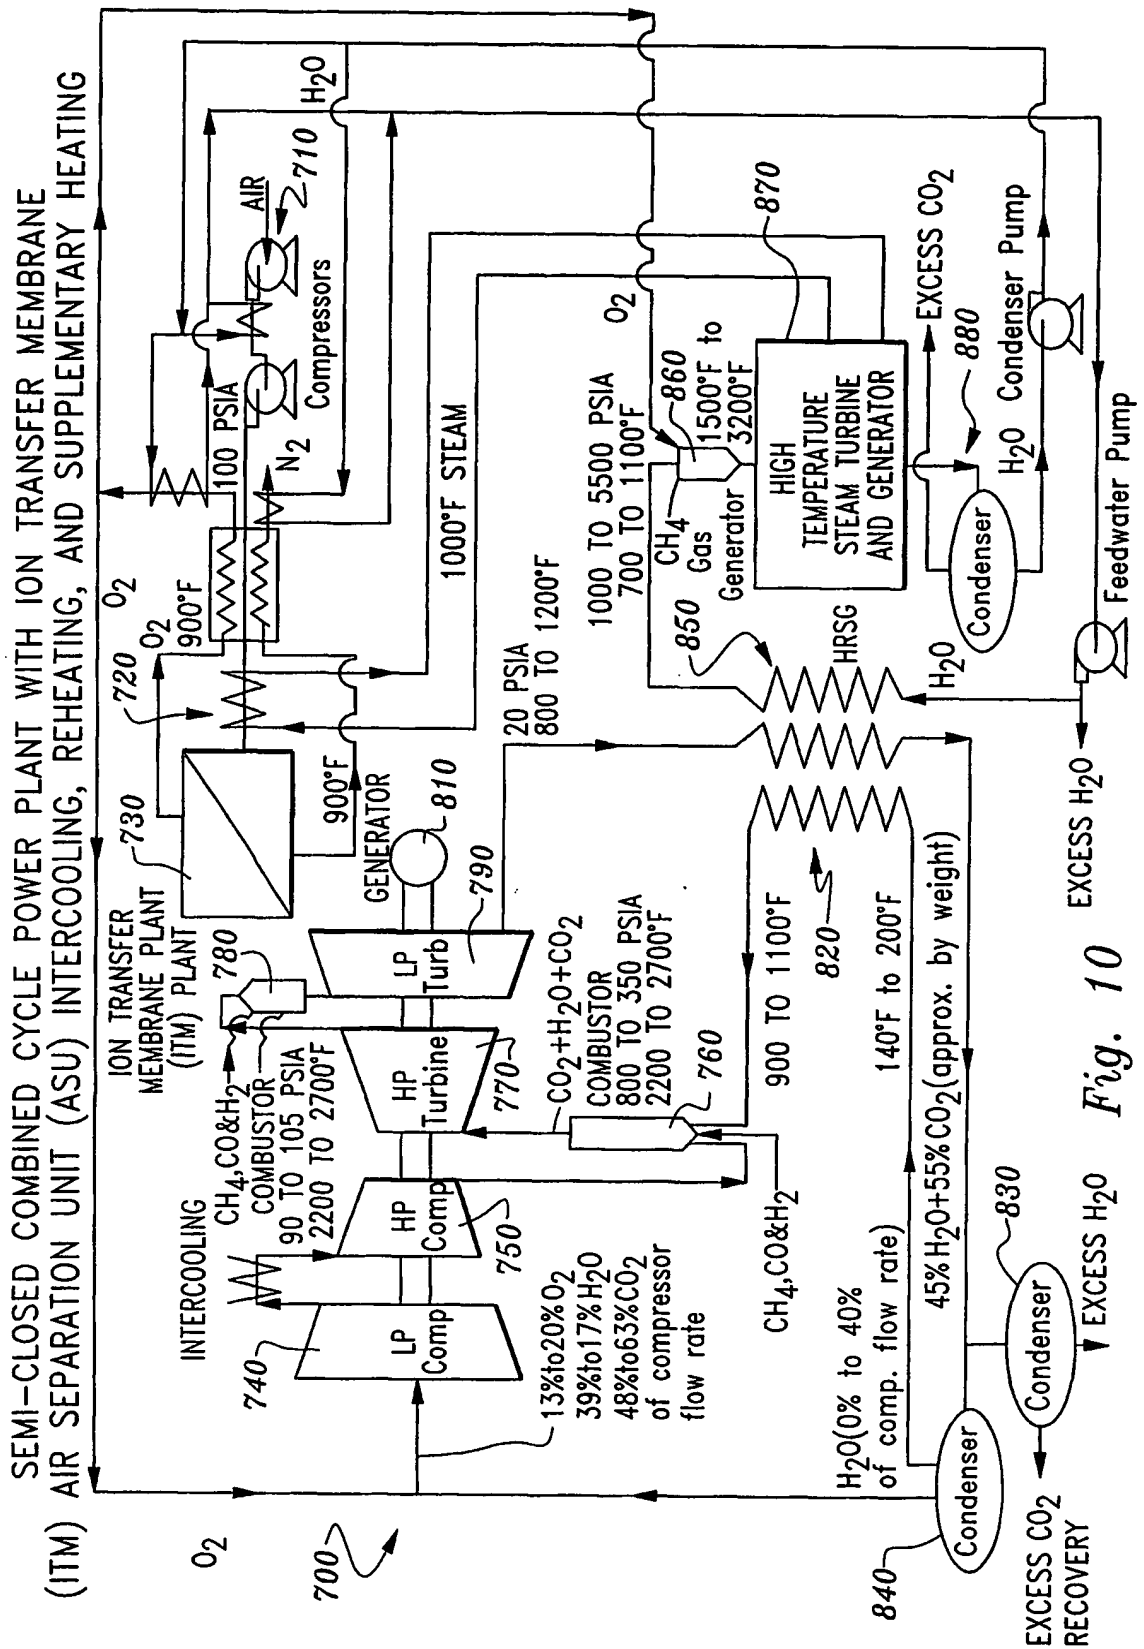 SEMI-CLOSED COMBINED CYCLE POWER PLANT WITH ION TRANSFER MEMBRANE
(ITM) AIR SEPARATION UNIT (ASU) INTERCOOLING, REHEATING, AND SUPPLEMENTARY HEATING
O2
O2
700
INTERCOOLING
740
LP
Comp
HP
Comp
750
13%to20%O2
39%to17%H2O
48%to63%CO2
of compressor
flow rate
CH4,CO&H2
COMBUSTOR
90 TO 105 PSIA
2200 TO 2700°F
780
HP
Turbine
770
LP
Turb
790
GENERATOR
810
ION TRANSFER
MEMBRANE PLANT
(ITM) PLANT
730
720
O2
900°F
900°F
100 PSIA
N2
Compressors
AIR
710
H2O
1000°F STEAM
CO2+H2O+CO2
COMBUSTOR
800 TO 350 PSIA
2200 TO 2700°F
760
CH4,CO&H2
20 PSIA
800 TO 1200°F
1000 TO 5500 PSIA
700 TO 1100°F
O2
CH4
Gas
Generator
860
1500°F to
3200°F
870
HIGH
TEMPERATURE
STEAM TURBINE
AND GENERATOR
850
HRSG
H2O
900 TO 1100°F
820
140°F to 200°F
H2O(0% to 40%
of comp. flow rate)
45%H2O+55%CO2(approx. by weight)
EXCESS CO2
880
Condenser
H2O Condenser Pump
Feedwater Pump
EXCESS H2O
840
Condenser
830
Condenser
EXCESS H2O
EXCESS CO2
RECOVERY
Fig. 10